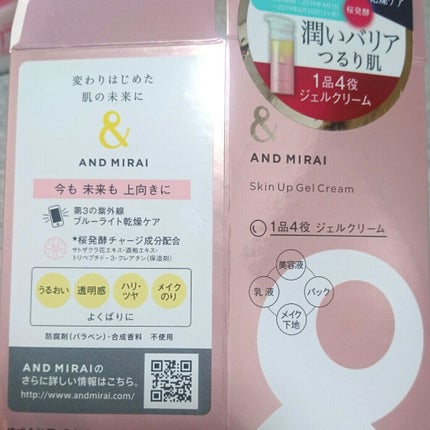 変わりはじめた
肌の未来に
&
AND MIRAI
今も 未来も 上向きに
第3の紫外線
ブルーライト乾燥ケア
*桜発酵チャージ成分配合
サトザクラ花エキス・酒粕エキス・
トリペプチド-3・クレアチン(保湿剤)
うるおい
透明感
ハリ・
ツヤ
メイク
のり
よくばりに
防腐剤(パラベン)・合成香料 不使用
AND MIRAIの
さらに詳しい情報はこちら。
http://www.andmirai.com/
桜発酵
潤いバリア
つるり肌
1品4役
ジェルクリーム
&
AND MIRAI
Skin Up Gel Cream
1品4役 ジェルクリーム
美容液
乳液
パック
メイク
下地